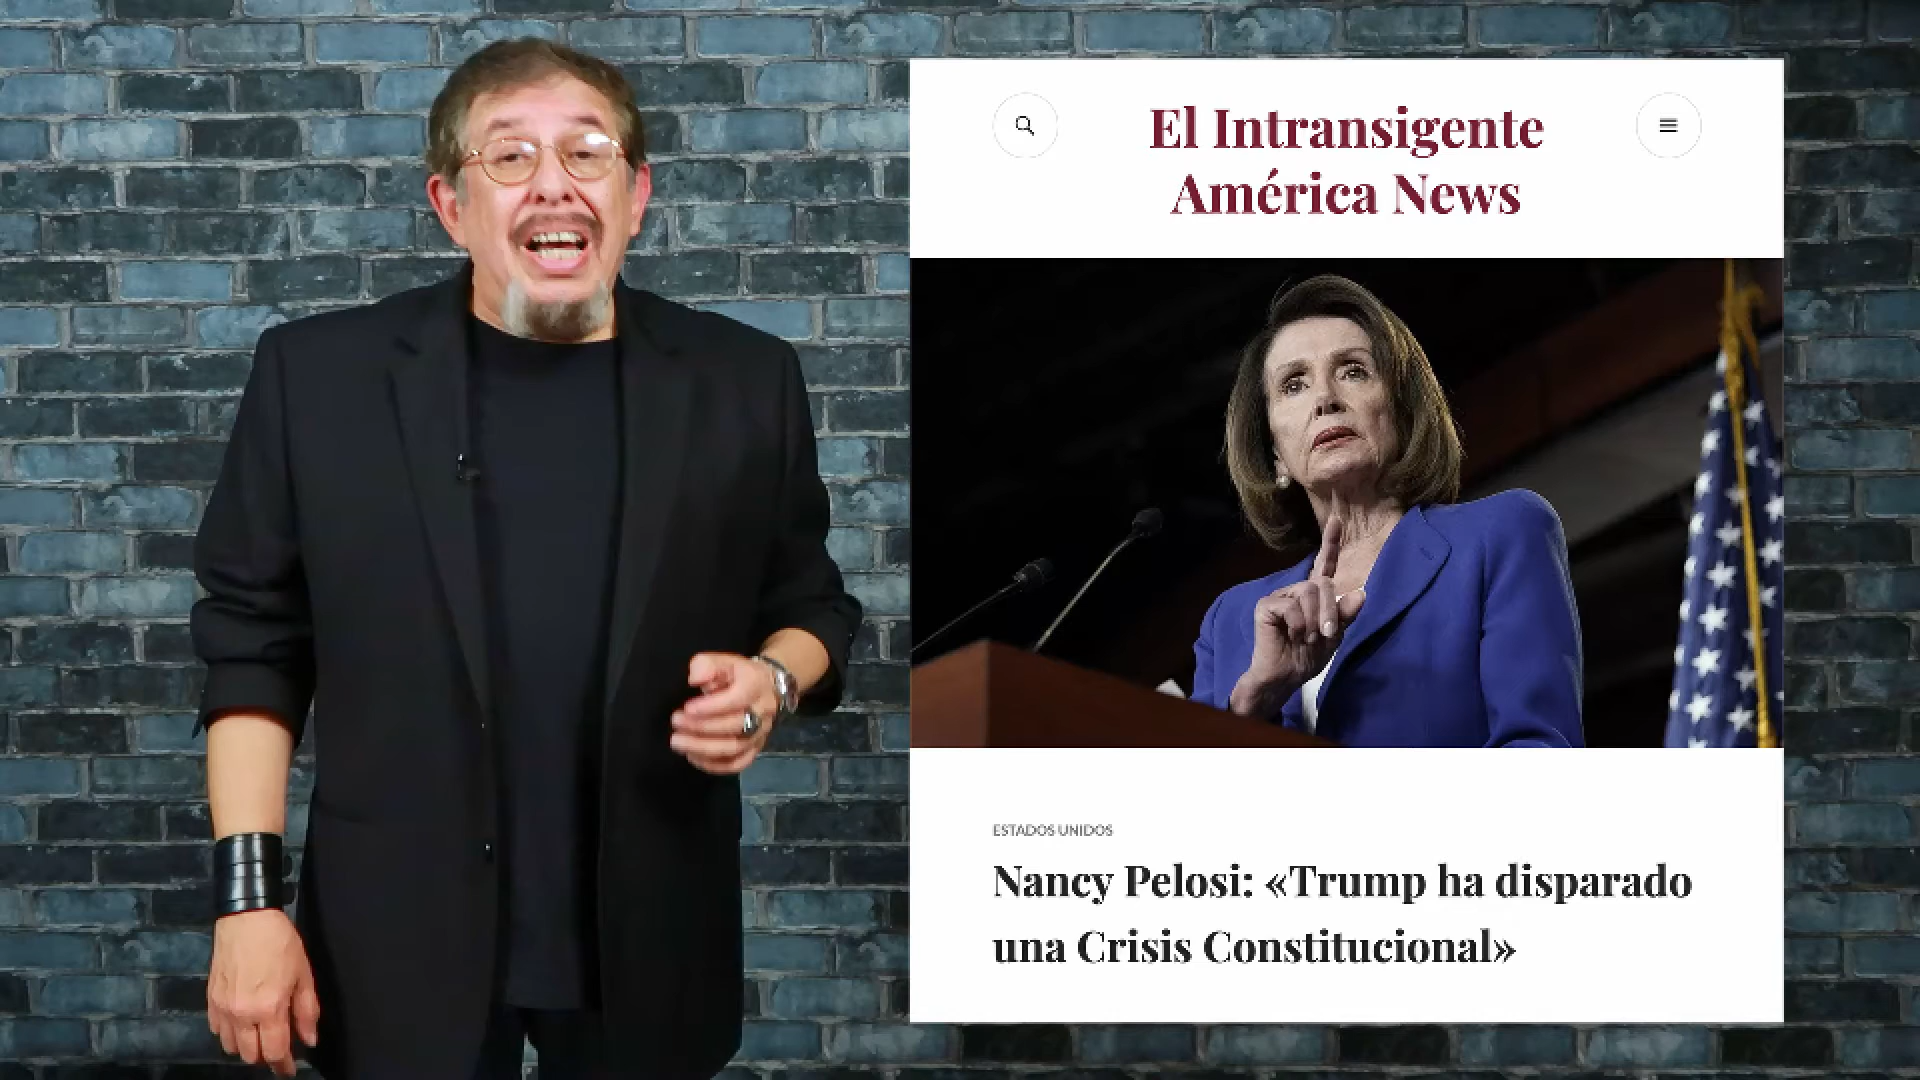 El Intransigente
América News
ESTADOS UNIDOS
Nancy Pelosi: «Trump ha disparado
una Crisis Constitucional»